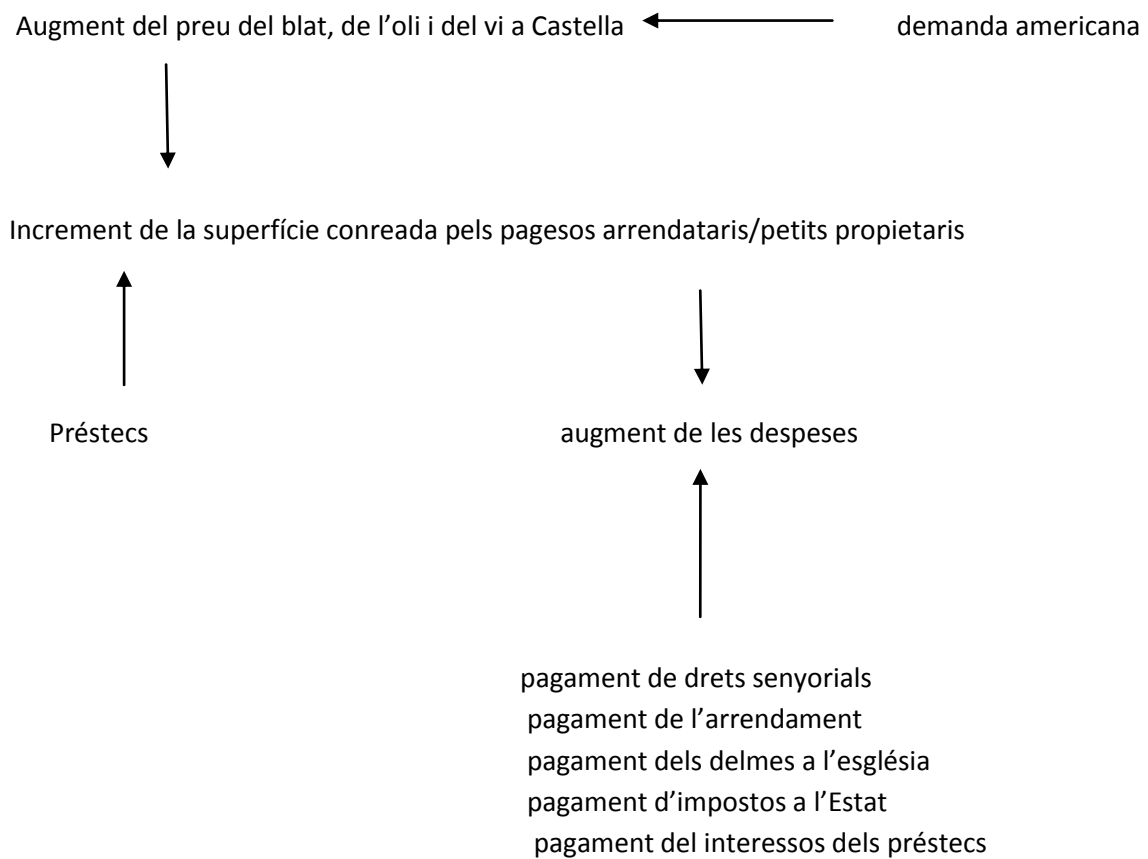 Augment del preu del blat, de l’oli i del vi a Castella
demanda americana
Increment de la superfície conreada pels pagesos arrendataris/petits propietaris
Préstecs
augment de les despeses
pagament de drets senyorials
pagament de l’arrendament
pagament dels delmes a l’església
pagament d’impostos a l’Estat
pagament del interessos dels préstecs